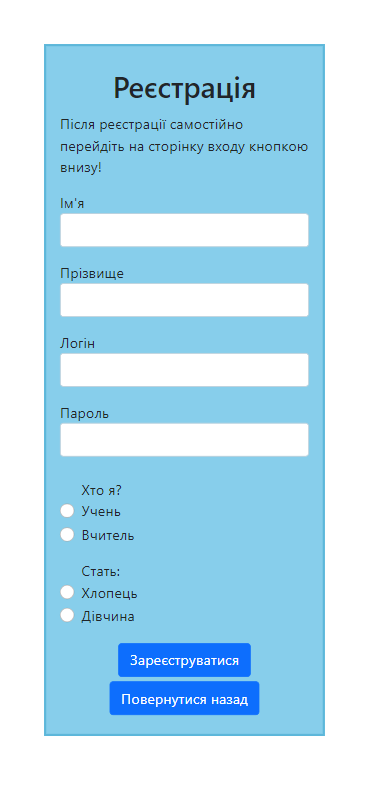 Реєстрація
Після реєстрації самостійно
перейдіть на сторінку входу кнопкою
внизу!
Ім'я
Прізвище
Логін
Пароль
Хто я?
Учень
Вчитель
Стать:
Хлопець
Дівчина
Зареєструватися
Повернутися назад